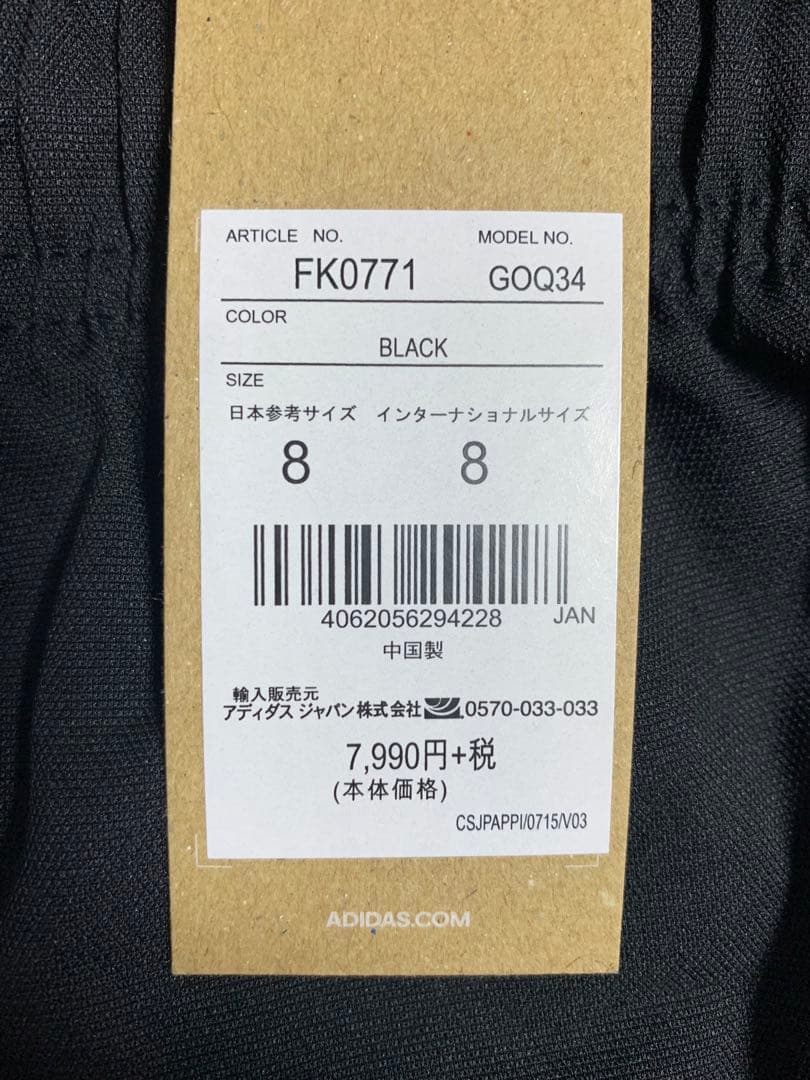 ARTICLE NO. MODEL NO.
FK0771 GOQ34
COLOR
BLACK
SIZE
日本参考サイズ インターナショナルサイズ
8 8
4062056294228 JAN
中国製
輸入販売元
アディダス ジャパン株式会社 0570-033-033
7,990円+税
(本体価格)
CSJPAPPI/0715/V03
ADIDAS.COM